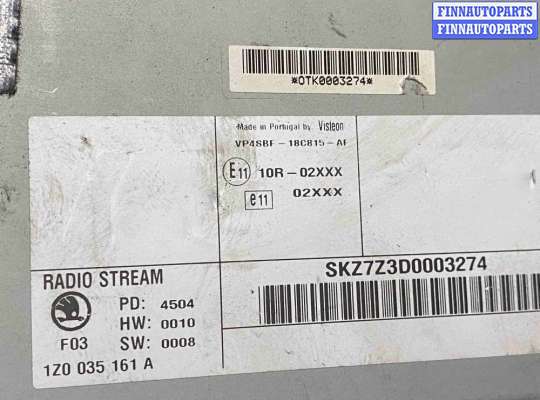 FINNAUTOPARTS
FINNAUTOPARTS
*OTK0003274*
Made in Portugal by Visteon
VP4SBF-18C815-AF
E11 10R-02XXX
e11 02XXX
RADIO STREAM
SKZ7Z3D0003274
PD: 4504
HW: 0010
F03 SW: 0008
1Z0 035 161 A